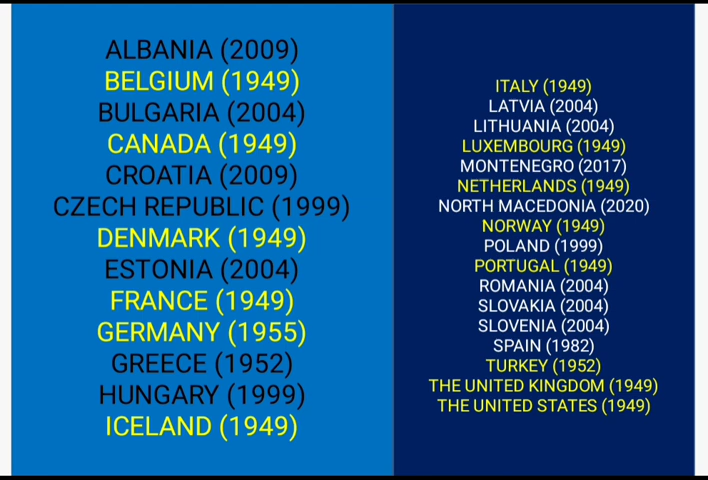 ALBANIA (2009)
BELGIUM (1949)
BULGARIA (2004)
CANADA (1949)
CROATIA (2009)
CZECH REPUBLIC (1999)
DENMARK (1949)
ESTONIA (2004)
FRANCE (1949)
GERMANY (1955)
GREECE (1952)
HUNGARY (1999)
ICELAND (1949)
ITALY (1949)
LATVIA (2004)
LITHUANIA (2004)
LUXEMBOURG (1949)
MONTENEGRO (2017)
NETHERLANDS (1949)
NORTH MACEDONIA (2020)
NORWAY (1949)
POLAND (1999)
PORTUGAL (1949)
ROMANIA (2004)
SLOVAKIA (2004)
SLOVENIA (2004)
SPAIN (1982)
TURKEY (1952)
THE UNITED KINGDOM (1949)
THE UNITED STATES (1949)